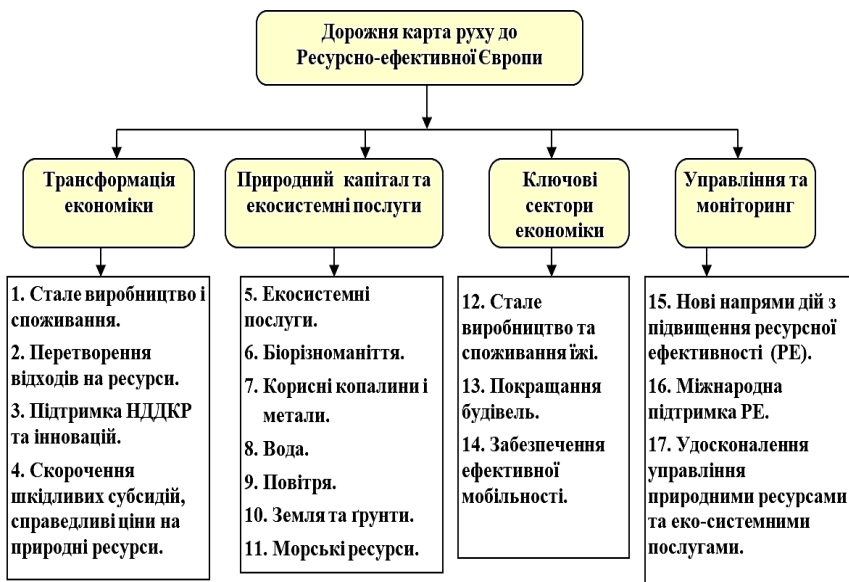 Дорожня карта руху до
Ресурсно-ефективної Європи
Трансформація
економіки
Природний капітал та
екосистемні послуги
Ключові
сектори
економіки
Управління та
моніторинг
1. Стале виробництво і
споживання.
2. Перетворення
відходів на ресурси.
3. Підтримка НДДКР
та інновацій.
4. Скорочення
шкідливих субсидій,
справедливі ціни на
природні ресурси.
5. Екосистемні
послуги.
6. Біорізноманіття.
7. Корисні копалини і
метали.
8. Вода.
9. Повітря.
10. Земля та ґрунти.
11. Морські ресурси.
12. Стале
виробництво та
споживання їжі.
13. Покращання
будівель.
14. Забезпечення
ефективної
мобільності.
15. Нові напрями дій з
підвищення ресурсної
ефективності (РЕ).
16. Міжнародна
підтримка РЕ.
17. Удосконалення
управління
природними ресурсами
та еко-системними
послугами.